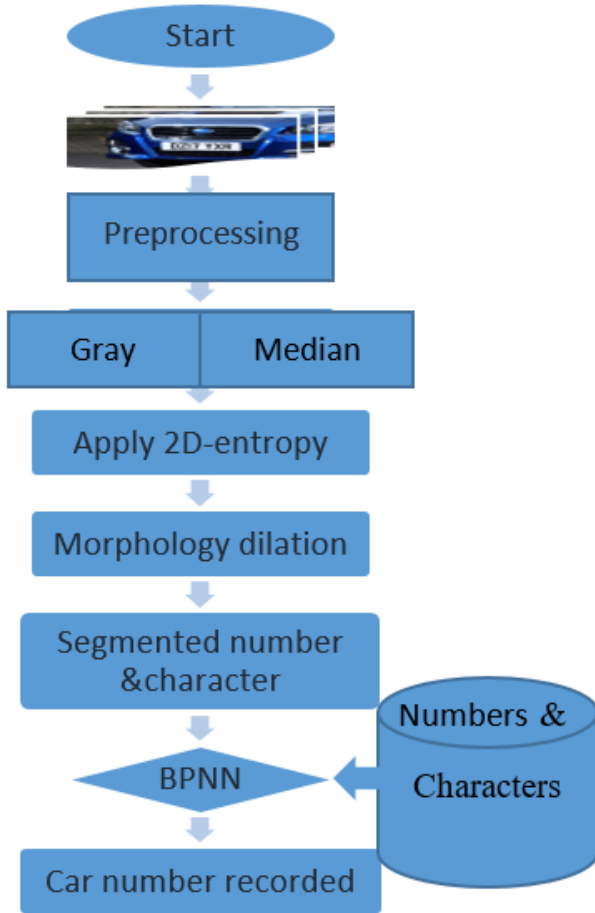 Start
Preprocessing
Gray
Median
Apply 2D-entropy
Morphology dilation
Segmented number
&character
Numbers &
Characters
BPNN
Car number recorded